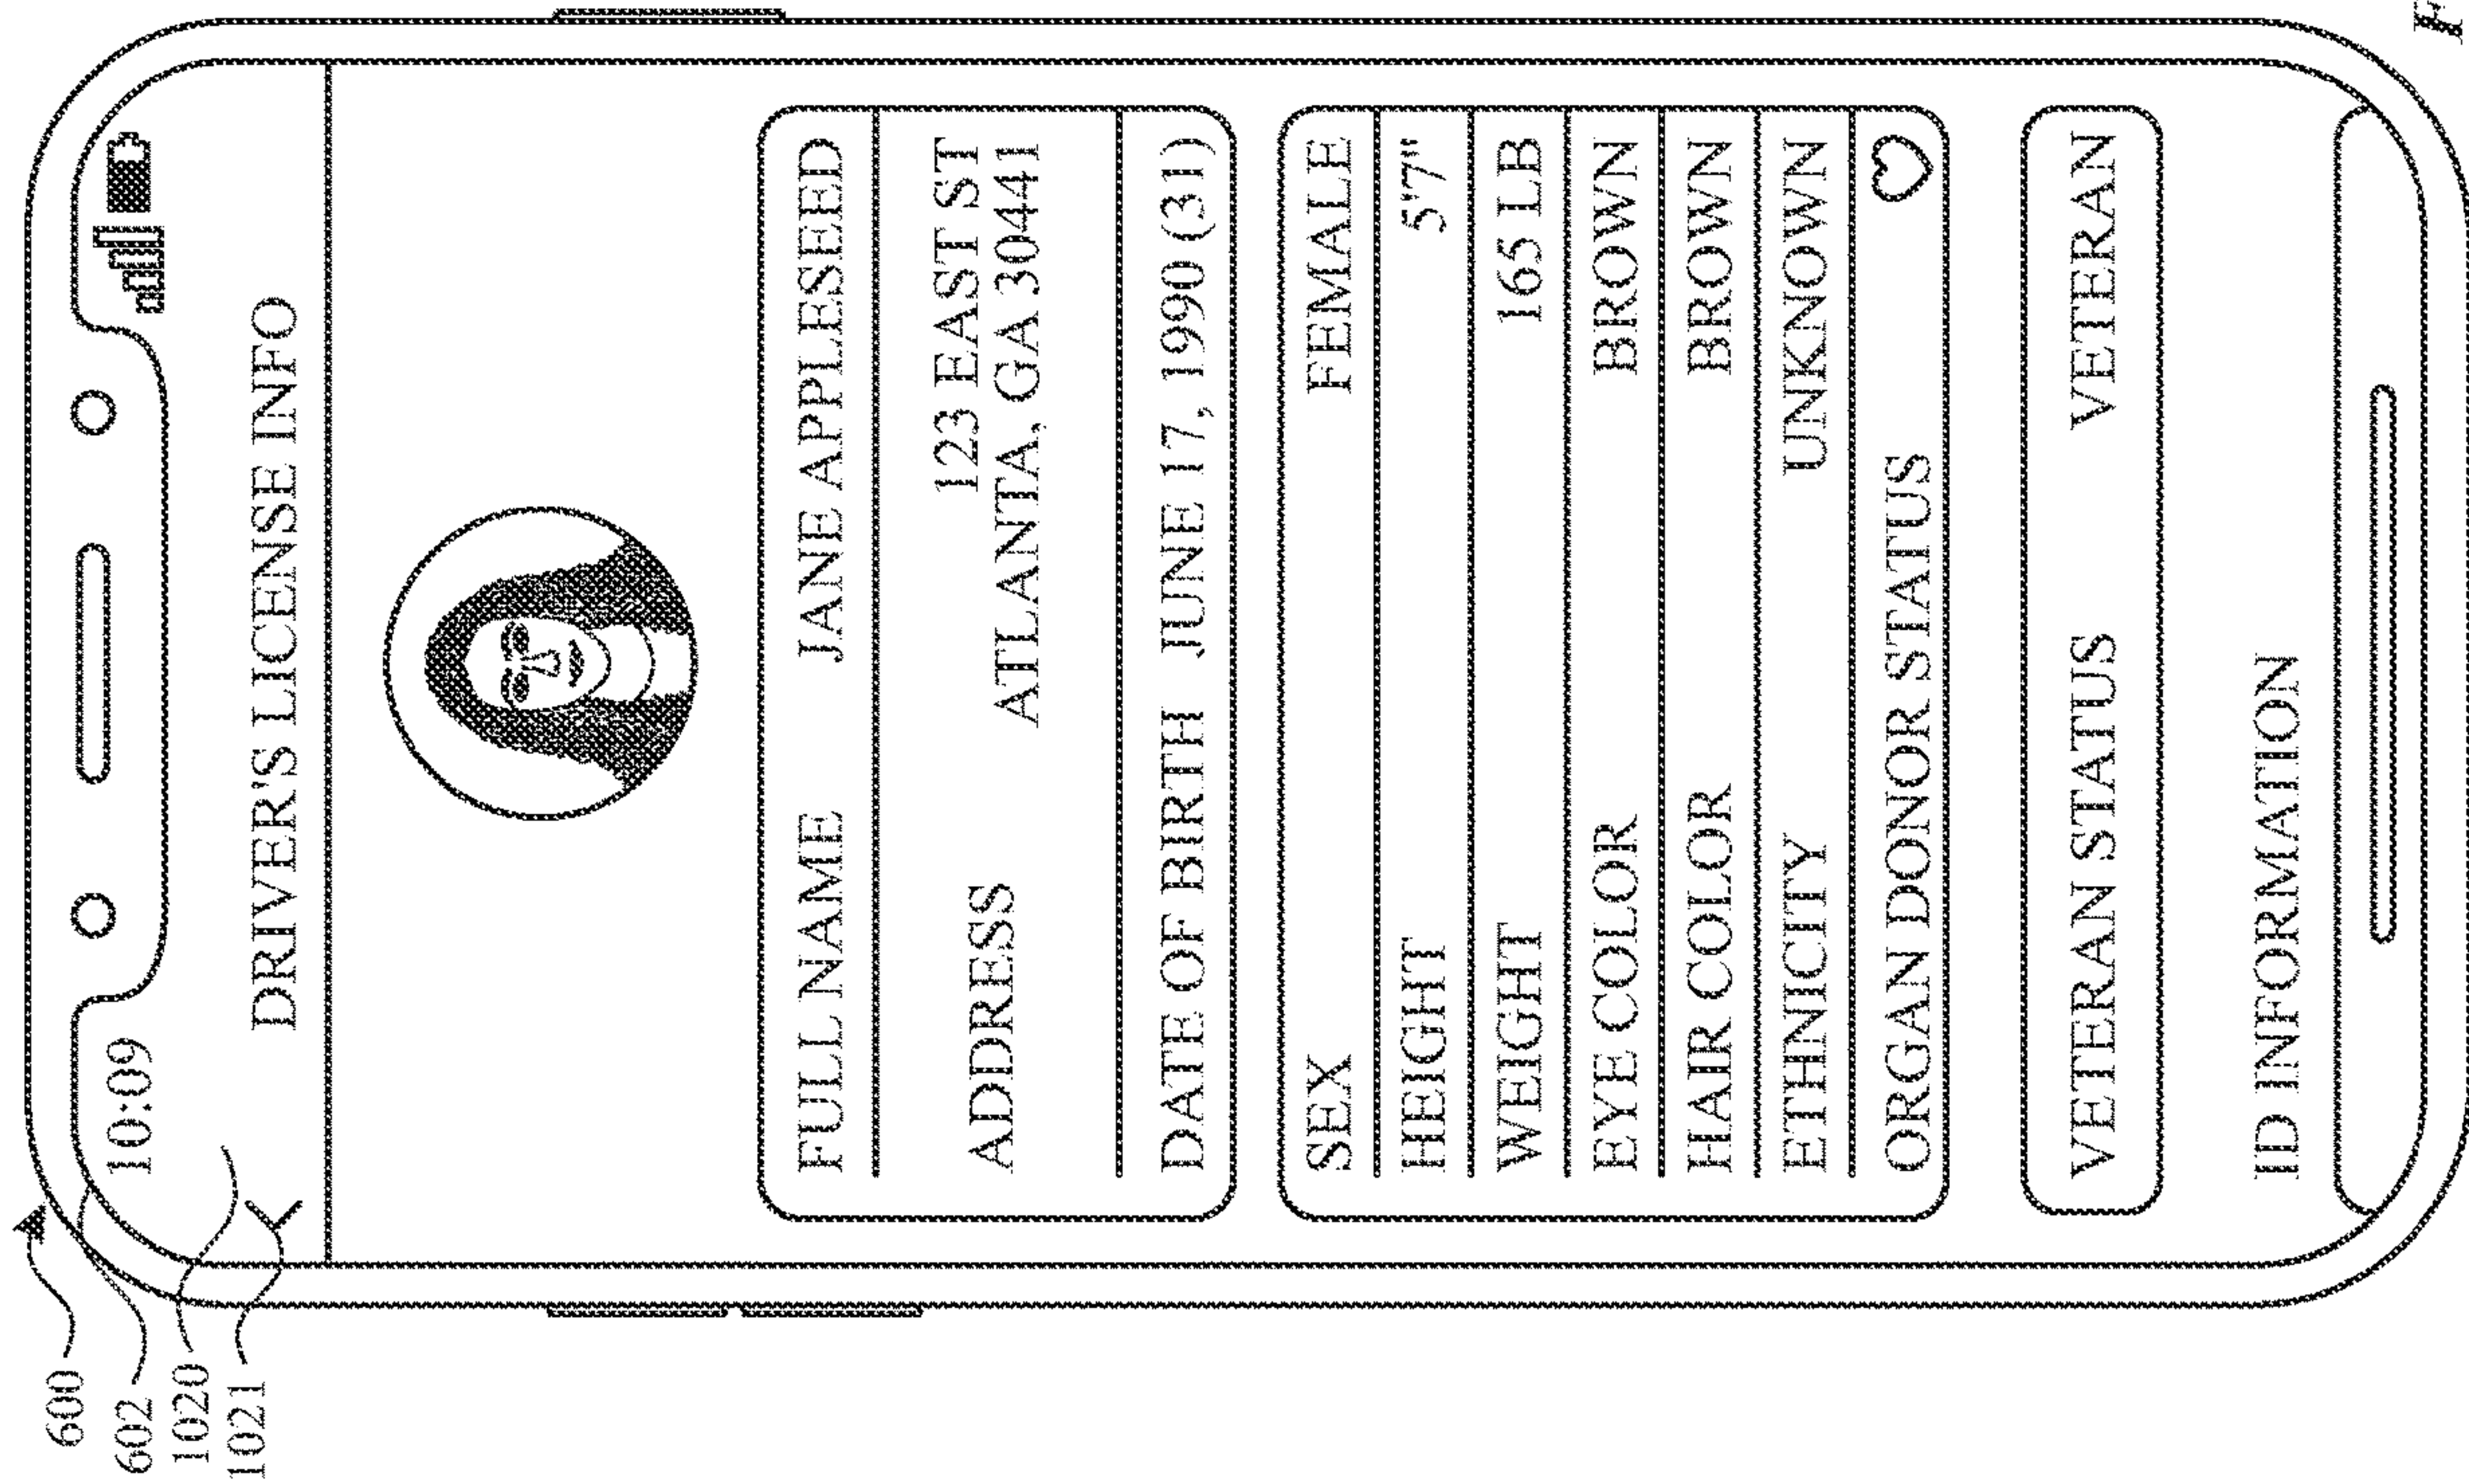 600
602
1020
1021
10:09
DRIVER'S LICENSE INFO
FULL NAME JANE APPLESEED
ADDRESS 123 EAST ST
ATLANTA, GA 30441
DATE OF BIRTH JUNE 17, 1990 (31)
SEX FEMALE
HEIGHT 5'7"
WEIGHT 165 LB
EYE COLOR BROWN
HAIR COLOR BROWN
ETHNICITY UNKNOWN
ORGAN DONOR STATUS
VETERAN STATUS VETERAN
ID INFORMATION